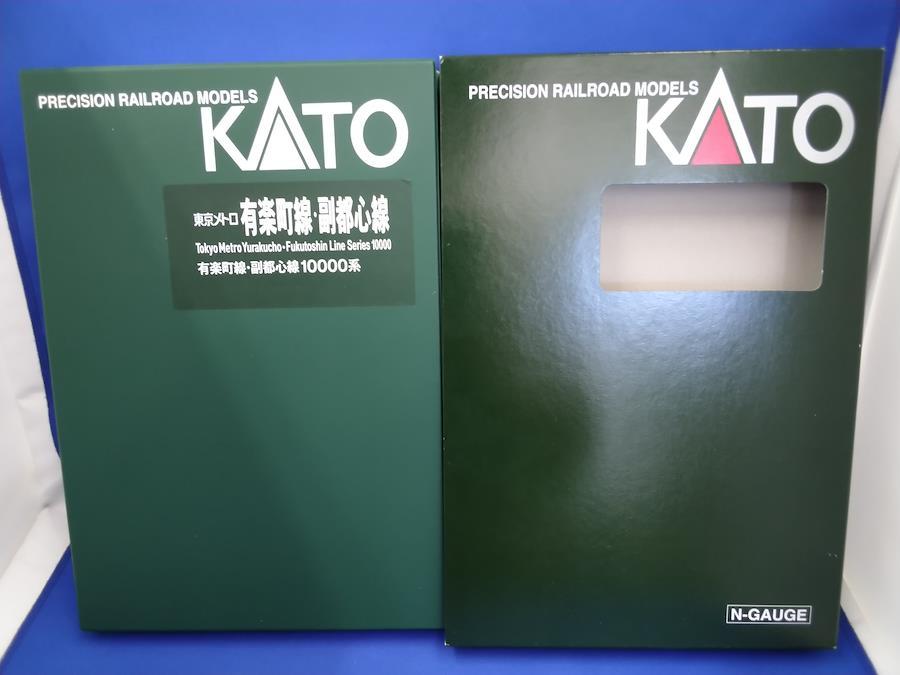 PRECISION RAILROAD MODELS
KATO
東京メトロ 有楽町線・副都心線
Tokyo Metro Yurakucho・Fukutoshin Line Series 10000
有楽町線・副都心線10000系
PRECISION RAILROAD MODELS
KATO
N-GAUGE